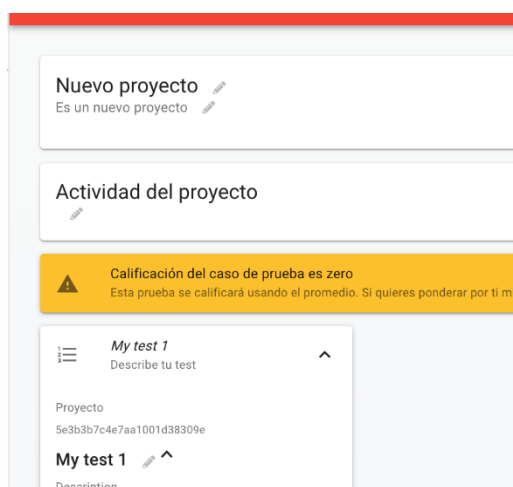 Nuevo proyecto
Es un nuevo proyecto
Actividad del proyecto
Calificación del caso de prueba es zero
Esta prueba se calificará usando el promedio. Si quieres ponderar por ti m
My test 1
Describe tu test
Proyecto
5e3b3b7c4e7aa1001d38309e
My test 1
Description